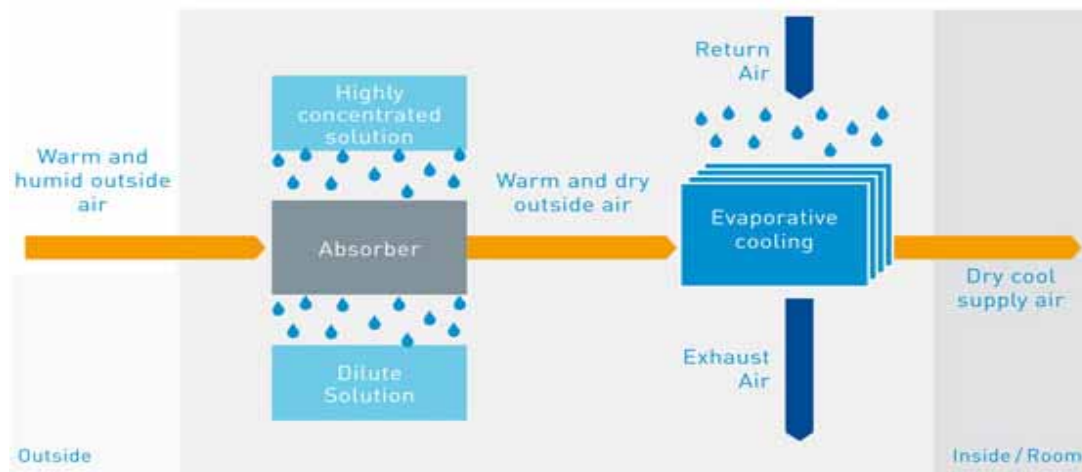 Return
Air
Highly
concentrated
solution
Warm and
humid outside
air
Warm and dry
outside air
Evaporative
cooling
Absorber
Dry cool
supply air
Exhaust
Air
Dilute
Solution
Outside
Inside / Room